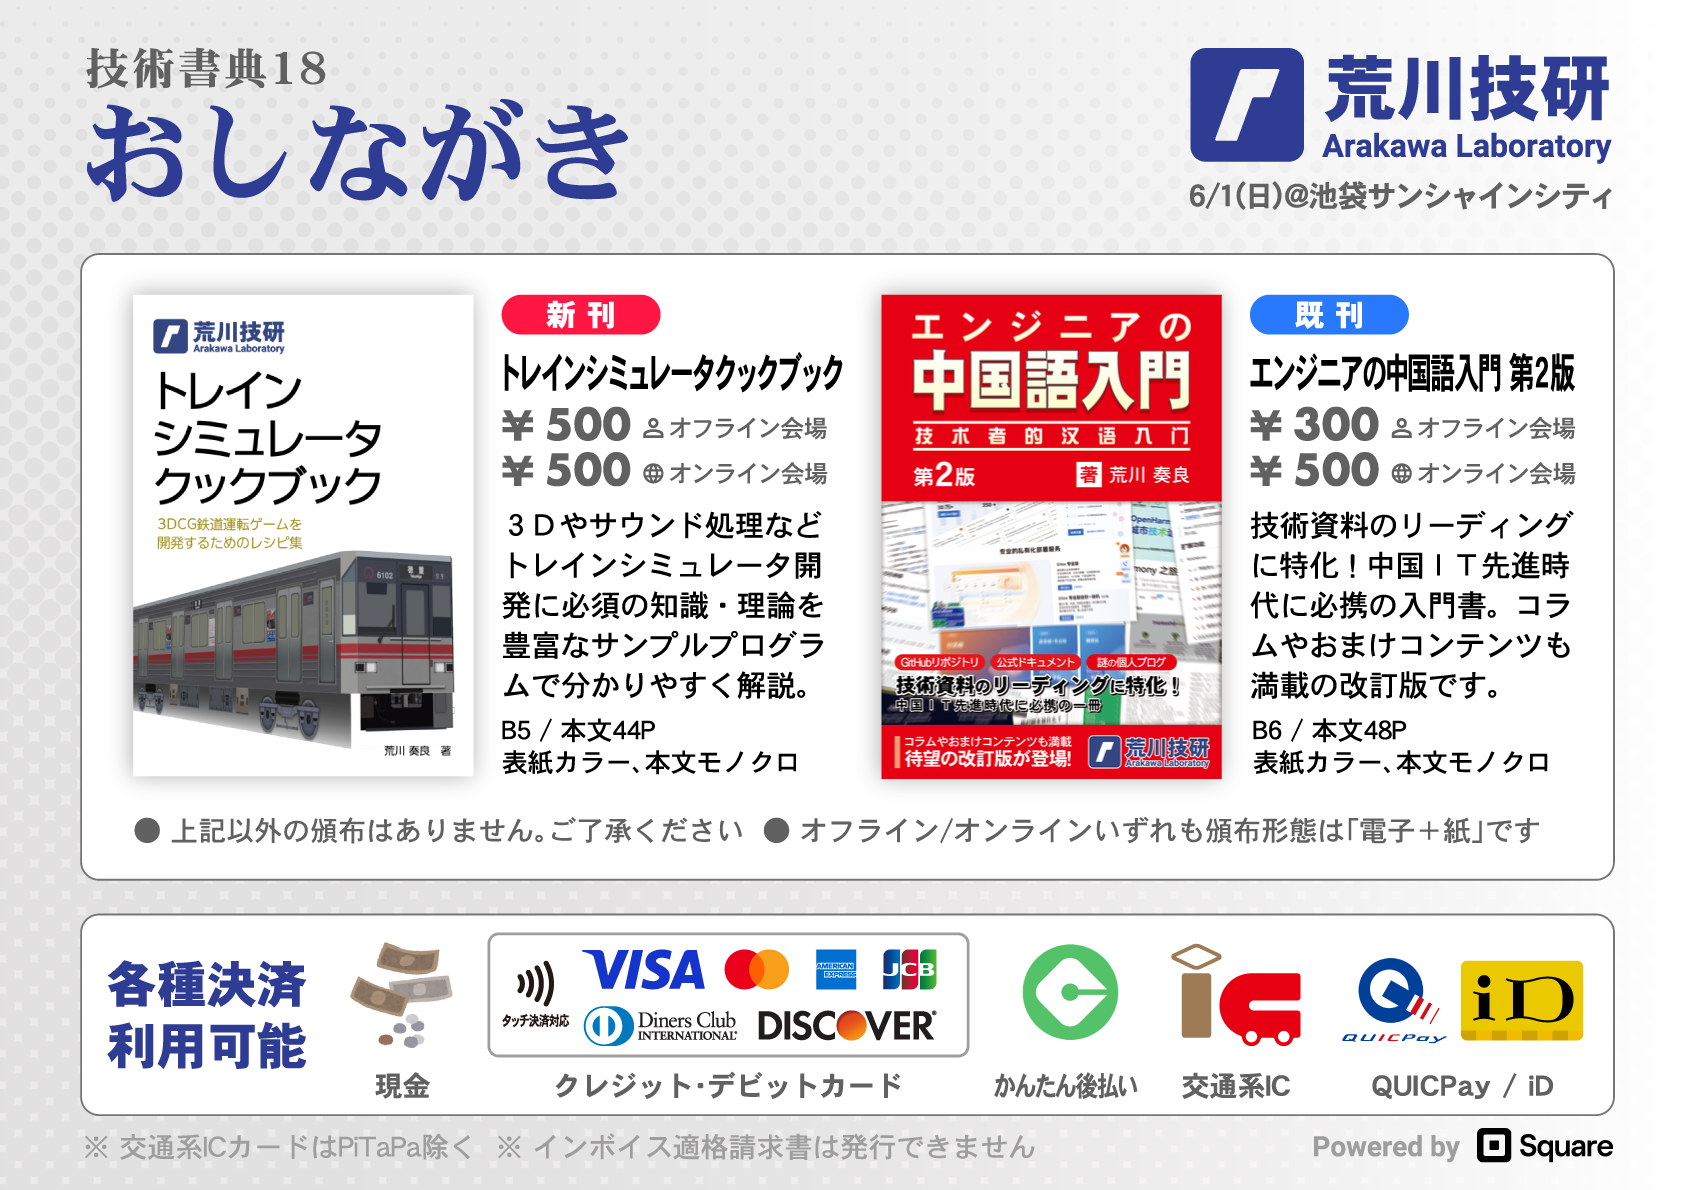 技術書典18
おしながき
荒川技研
Arakawa Laboratory
6/1(日)@池袋サンシャインシティ
荒川技研
Arakawa Laboratory
トレイン
シミュレータ
クックブック
3DCG鉄道運転ゲームを
開発するためのレシピ集
6102
11
荒川 奏良 著
新刊
トレインシミュレータクックブック
¥ 500 オフライン会場
¥ 500 オンライン会場
３Ｄやサウンド処理など
トレインシミュレータ開
発に必須の知識・理論を
豊富なサンプルプログラ
ムで分かりやすく解説。
B5 / 本文44P
表紙カラー、本文モノクロ
エンジニアの
中国語入門
技术者的汉语入门
第2版
著 荒川 奏良
GitHubリポジトリ 公式ドキュメント 謎の個人ブログ
技術資料のリーディングに特化！
中国ＩＴ先進時代に必携の一冊
コラムやおまけコンテンツも満載
待望の改訂版が登場!
荒川技研
Arakawa Laboratory
既刊
エンジニアの中国語入門 第2版
¥ 300 オフライン会場
¥ 500 オンライン会場
技術資料のリーディング
に特化！中国ＩＴ先進時
代に必携の入門書。コラ
ムやおまけコンテンツも
満載の改訂版です。
B6 / 本文48P
表紙カラー、本文モノクロ
● 上記以外の頒布はありません。ご了承ください ● オフライン/オンラインいずれも頒布形態は「電子＋紙」です
各種決済
利用可能
現金
タッチ決済対応
VISA
AMERICAN EXPRESS
JCB
Diners Club
INTERNATIONAL
DISCOVER
クレジット・デビットカード
かんたん後払い
交通系IC
QUICPay
iD
QUICPay / iD
※ 交通系ICカードはPiTaPa除く ※ インボイス適格請求書は発行できません
Powered by Square